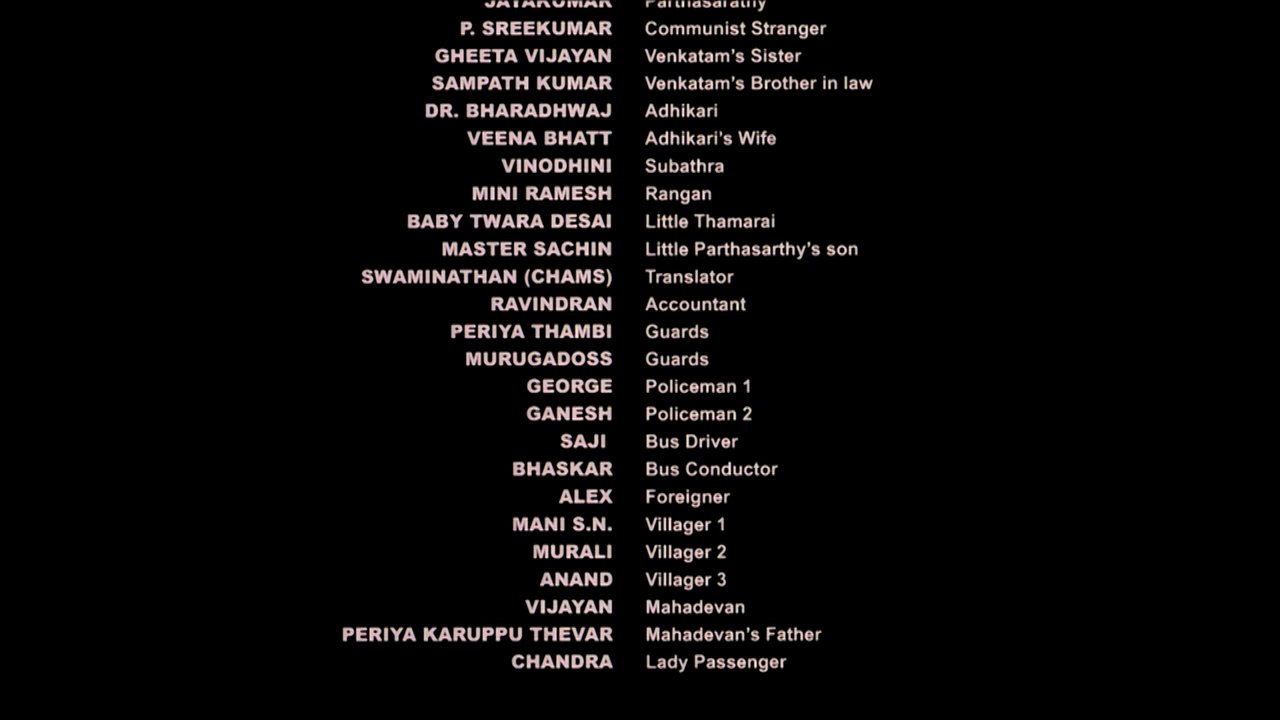 JAYAKUMAR Parthasarathy
P. SREEKUMAR Communist Stranger
GHEETA VIJAYAN Venkatam's Sister
SAMPATH KUMAR Venkatam's Brother in law
DR. BHARADHWAJ Adhikari
VEENA BHATT Adhikari's Wife
VINODHINI Subathra
MINI RAMESH Rangan
BABY TWARA DESAI Little Thamarai
MASTER SACHIN Little Parthasarthy's son
SWAMINATHAN (CHAMS) Translator
RAVINDRAN Accountant
PERIYA THAMBI Guards
MURUGADOSS Guards
GEORGE Policeman 1
GANESH Policeman 2
SAJI Bus Driver
BHASKAR Bus Conductor
ALEX Foreigner
MANI S.N. Villager 1
MURALI Villager 2
ANAND Villager 3
VIJAYAN Mahadevan
PERIYA KARUPPU THEVAR Mahadevan's Father
CHANDRA Lady Passenger